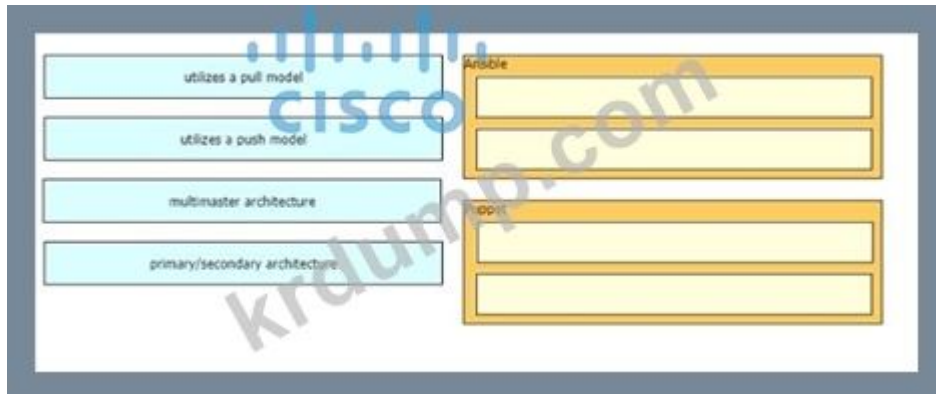 utilizes a pull model
utilizes a push model
multimaster architecture
primary/secondary architecture
CISCO
Ansible
Puppet
krdump.com